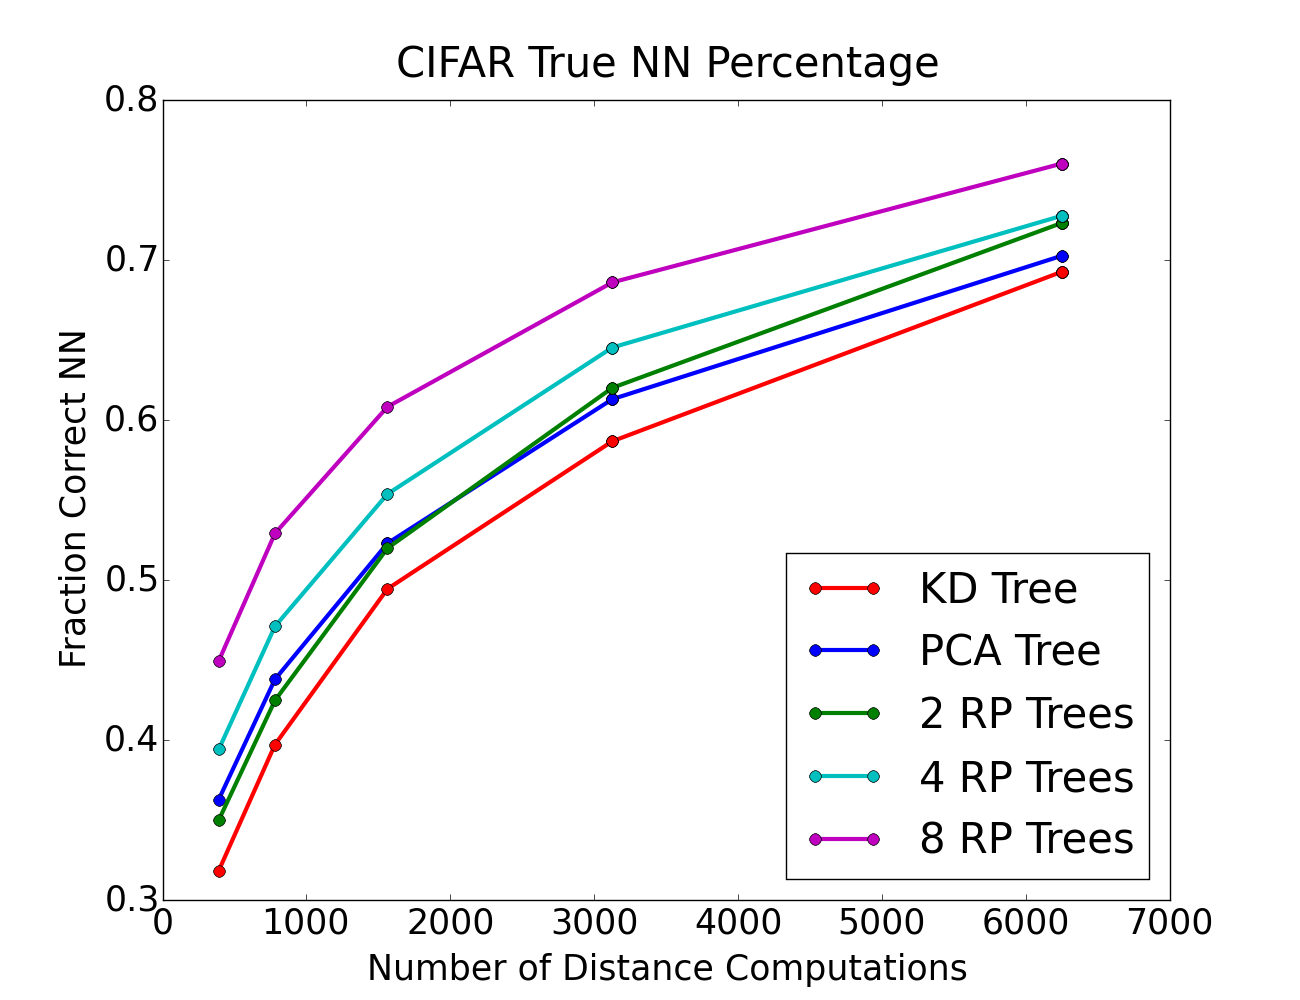 CIFAR True NN Percentage
0.8
0.7
0.6
0.5
0.4
0.3
Fraction Correct NN
KD Tree
PCA Tree
2 RP Trees
4 RP Trees
8 RP Trees
0 1000 2000 3000 4000 5000 6000 7000
Number of Distance Computations